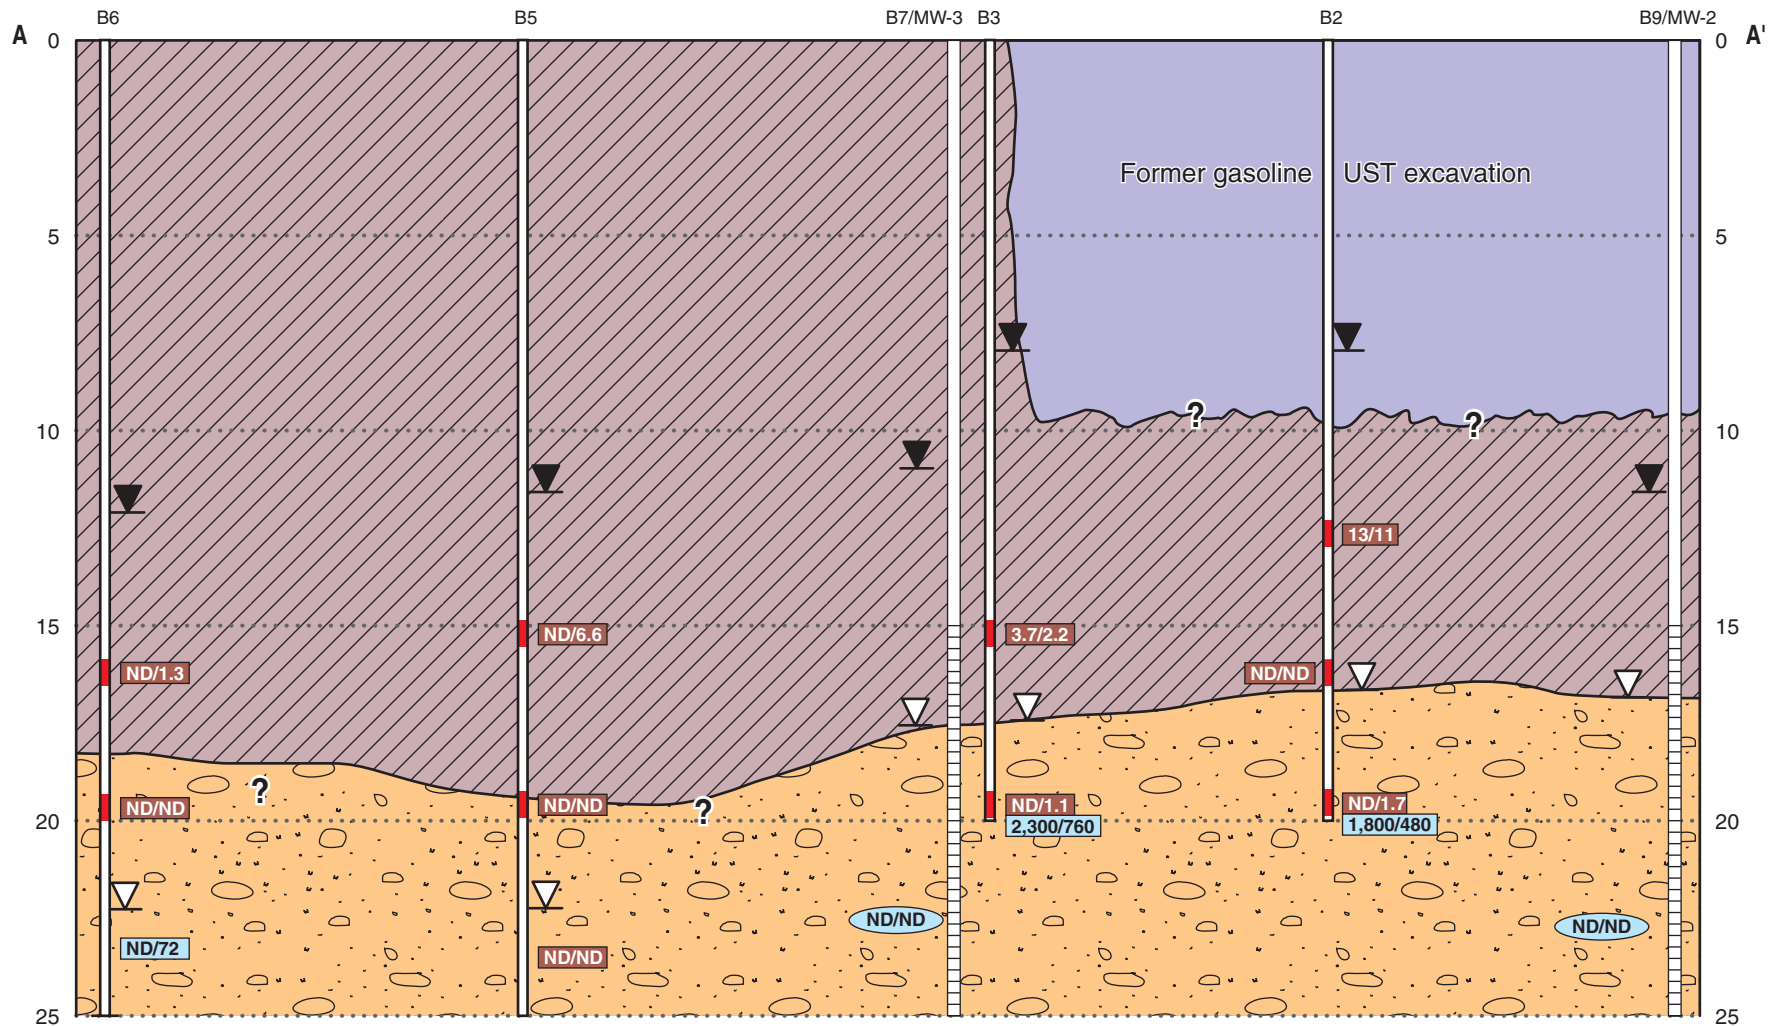 B6 B5 B7/MW-3 B3 B2 B9/MW-2
A 0 0 A'
Former gasoline UST excavation
5 5
?
?
10 10
13/11
15 15
ND/6.6 3.7/2.2
ND/1.3 ND/ND
?
ND/ND ND/ND ? ND/1.1 ND/1.7
20 2,300/760 1,800/480 20
ND/ND ND/ND
ND/72
ND/ND
25 25